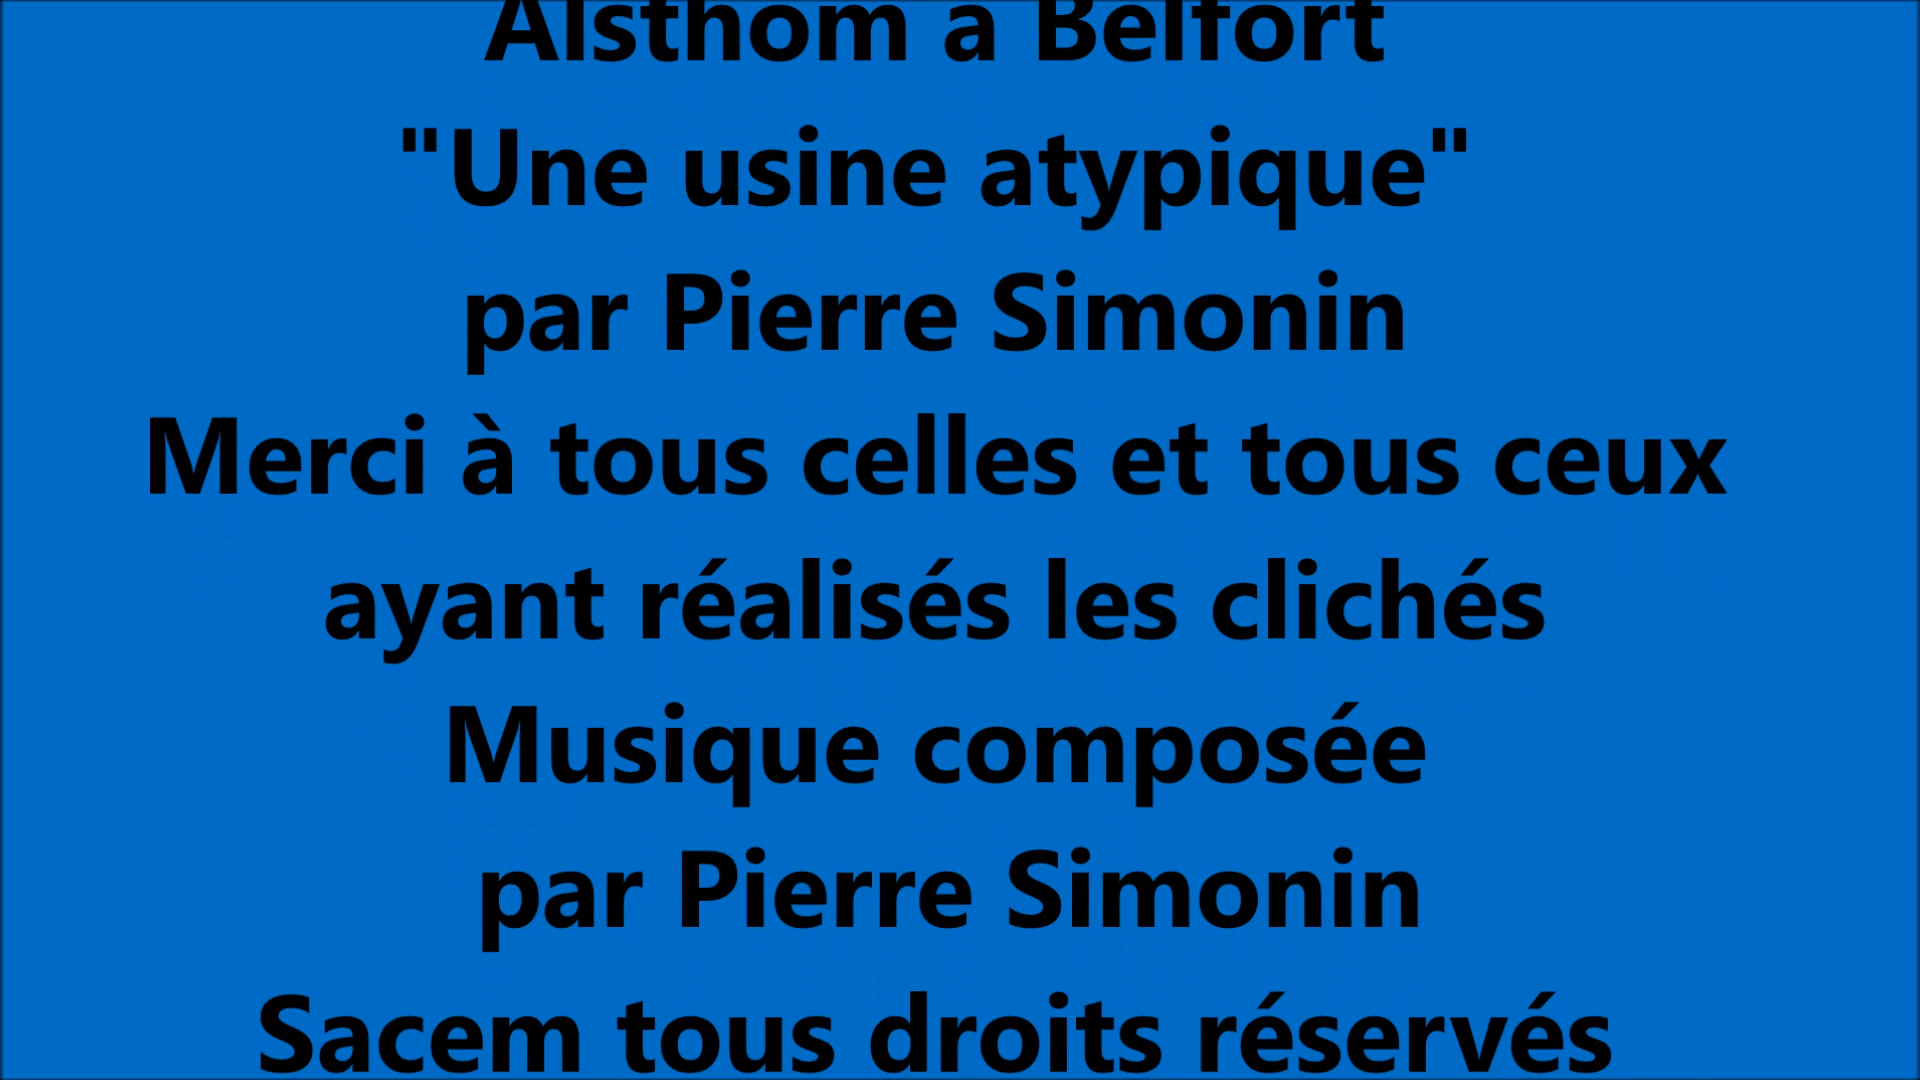 Alsthom à Belfort
"Une usine atypique"
par Pierre Simonin
Merci à tous celles et tous ceux
ayant réalisés les clichés
Musique composée
par Pierre Simonin
Sacem tous droits réservés